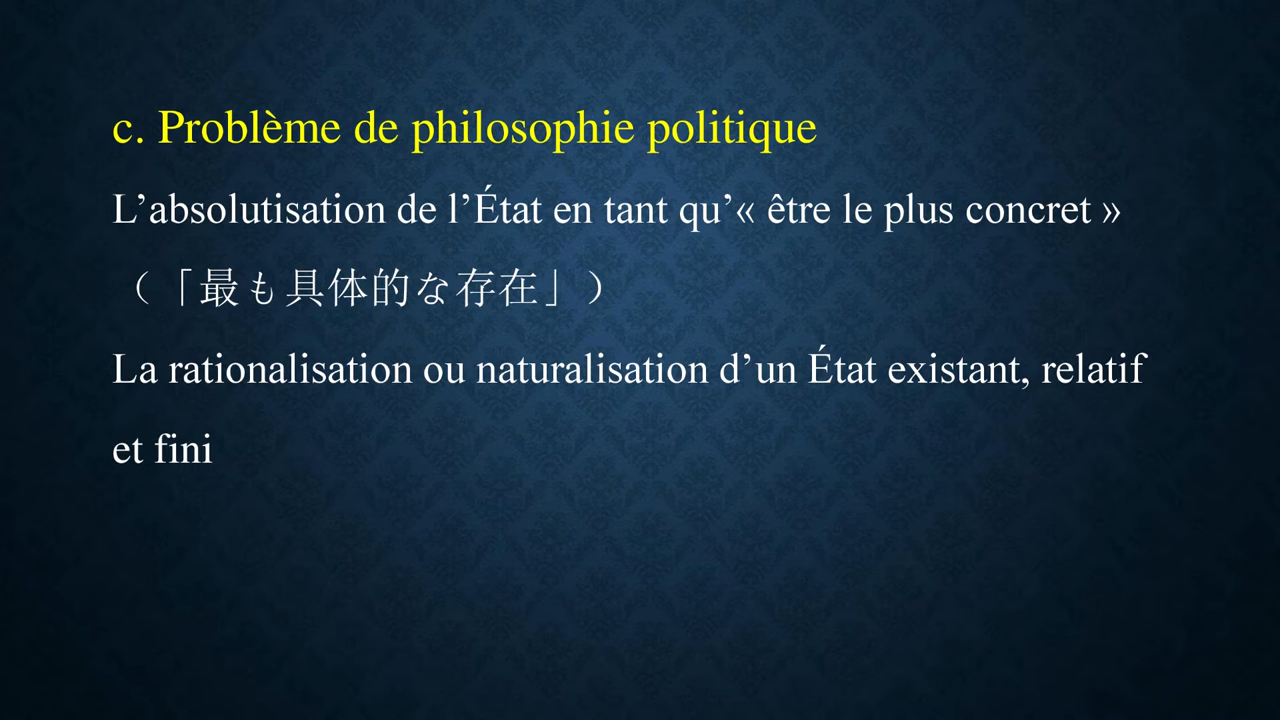 c. Problème de philosophie politique
L’absolutisation de l’État en tant qu’« être le plus concret »
（「最も具体的な存在」）
La rationalisation ou naturalisation d’un État existant, relatif
et fini